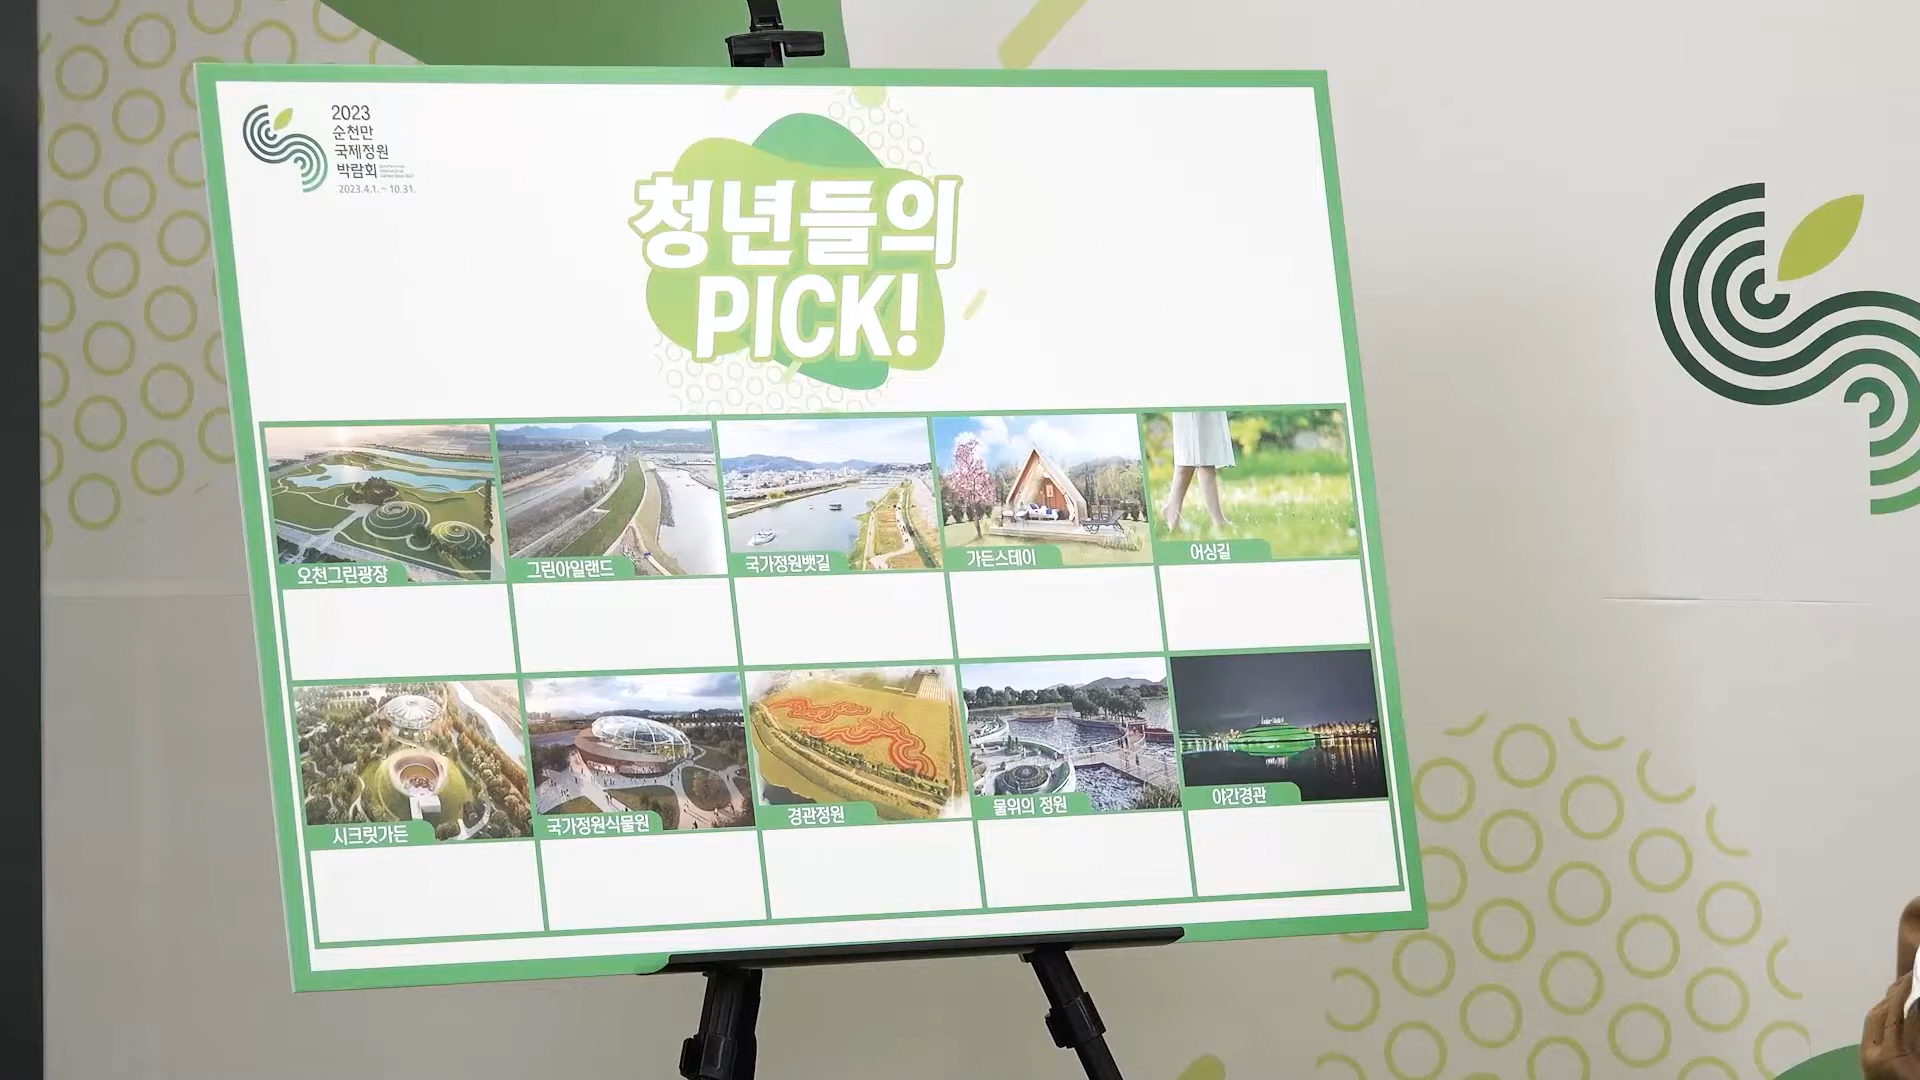 2023
순천만
국제정원
박람회
2023.4.1. ~ 10.31.
청년들의
PICK!
오천그린광장
그린아일랜드
국가정원뱃길
가든스테이
어싱길
시크릿가든
국가정원식물원
경관정원
물위의 정원
야간경관